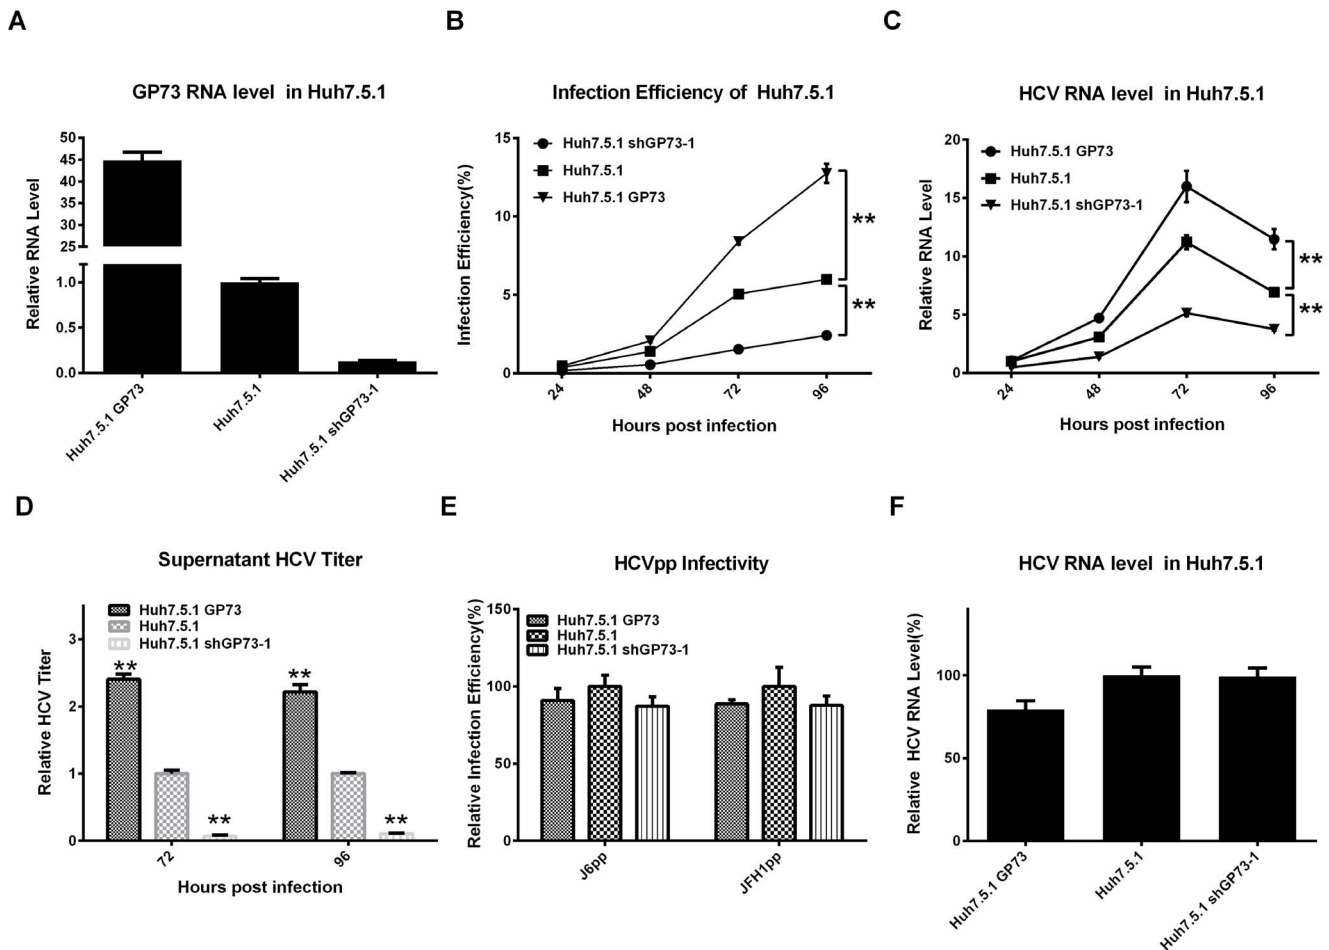 A
B
C
GP73 RNA level in Huh7.5.1
Relative RNA Level
50
45
40
35
30
25
1.0
0.5
0.0
Huh7.5.1 GP73
Huh7.5.1
Huh7.5.1 shGP73-1
Infection Efficiency of Huh7.5.1
Infection Efficiency(%)
15
10
5
0
Huh7.5.1 shGP73-1
Huh7.5.1
Huh7.5.1 GP73
**
**
24
48
72
96
Hours post infection
HCV RNA level in Huh7.5.1
Relative RNA Level
20
15
10
5
0
Huh7.5.1 GP73
Huh7.5.1
Huh7.5.1 shGP73-1
**
**
24
48
72
96
Hours post infection
D
E
F
Supernatant HCV Titer
Relative HCV Titer
3
2
1
0
Huh7.5.1 GP73
Huh7.5.1
Huh7.5.1 shGP73-1
**
**
**
**
72
96
Hours post infection
HCVpp Infectivity
Relative Infection Efficiency(%)
150
100
50
0
Huh7.5.1 GP73
Huh7.5.1
Huh7.5.1 shGP73-1
J6pp
JFH1pp
HCV RNA level in Huh7.5.1
Relative HCV RNA Level(%)
100
50
0
Huh7.5.1 GP73
Huh7.5.1
Huh7.5.1 shGP73-1